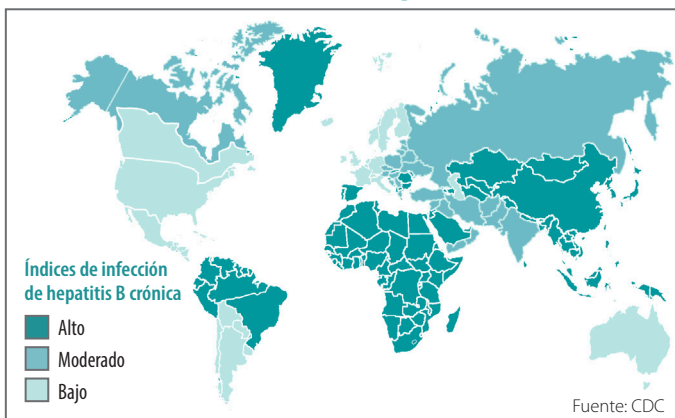 Índices de infección
de hepatitis B crónica
Alto
Moderado
Bajo
Fuente: CDC